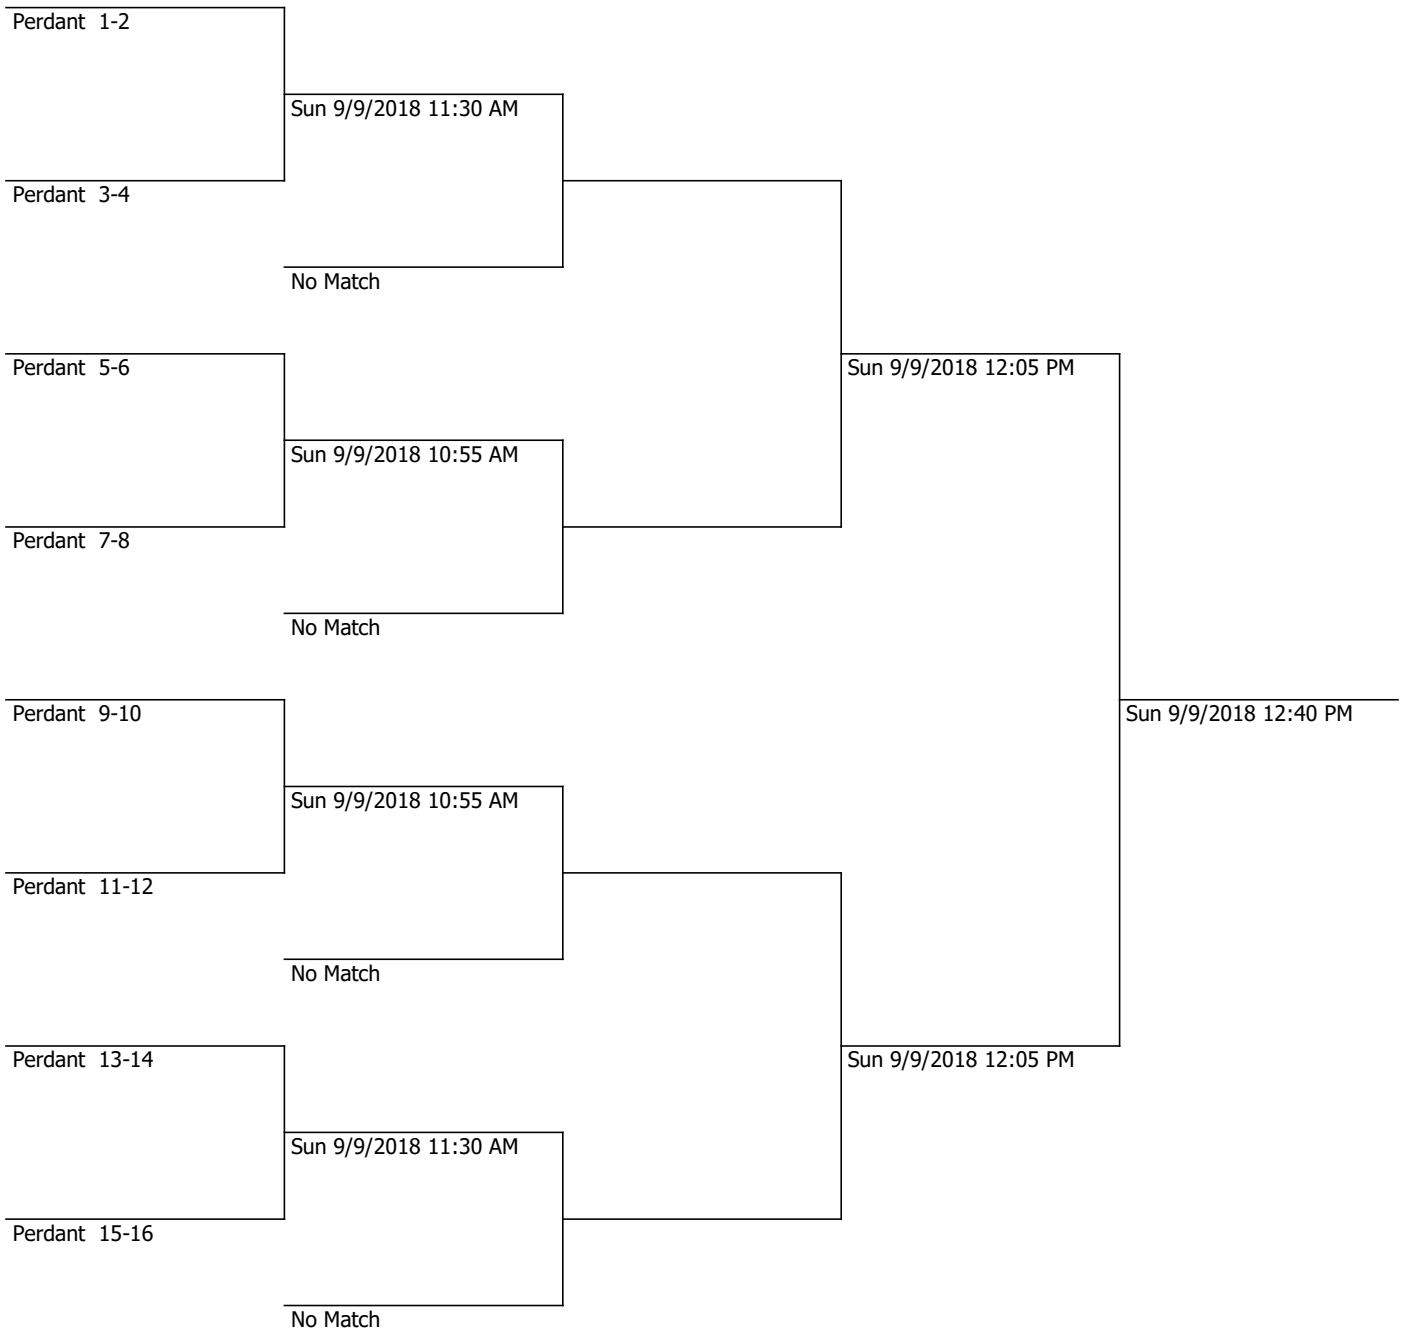 Perdant 1-2
Sun 9/9/2018 11:30 AM
Perdant 3-4
No Match
Perdant 5-6
Sun 9/9/2018 12:05 PM
Sun 9/9/2018 10:55 AM
Perdant 7-8
No Match
Perdant 9-10
Sun 9/9/2018 12:40 PM
Sun 9/9/2018 10:55 AM
Perdant 11-12
No Match
Perdant 13-14
Sun 9/9/2018 12:05 PM
Sun 9/9/2018 11:30 AM
Perdant 15-16
No Match